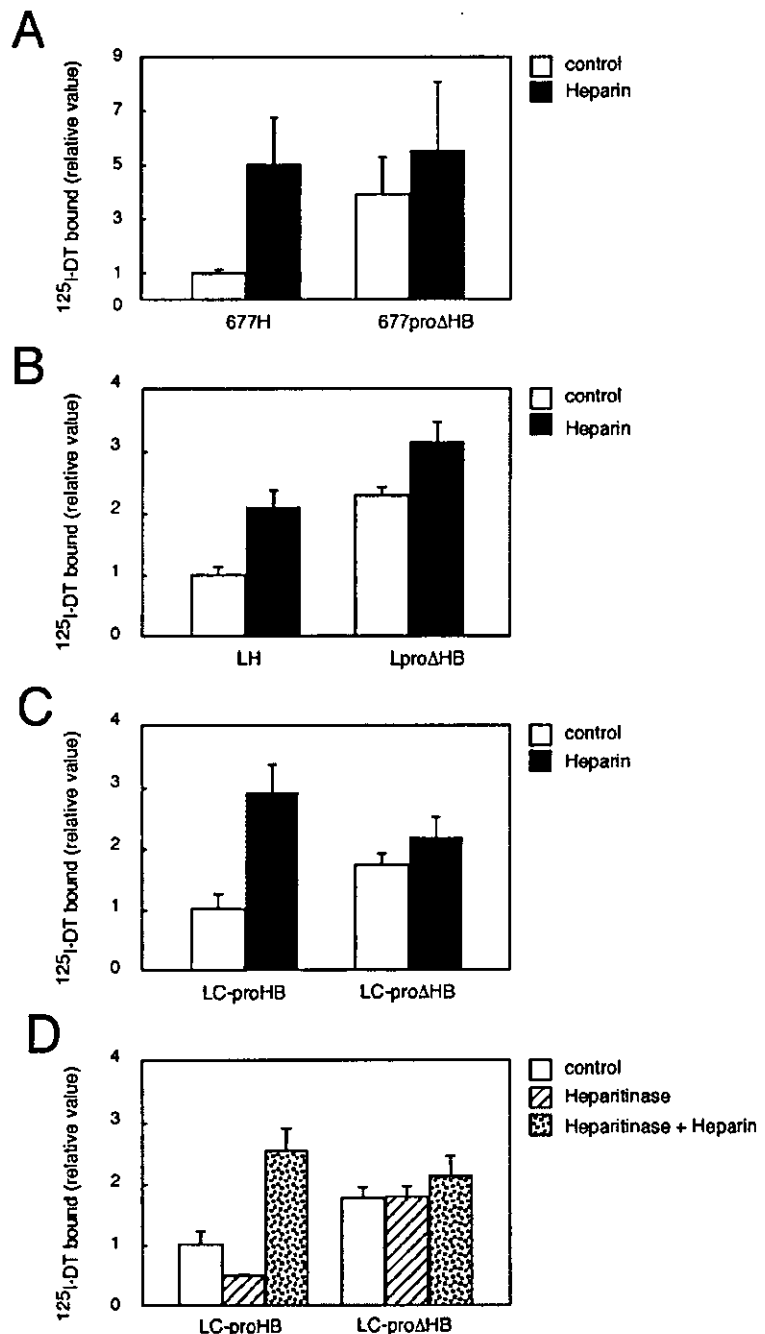 A
¹²⁵I-DT bound (relative value)
9
7
5
3
1
0
677H
677proΔHB
control
Heparin
B
¹²⁵I-DT bound (relative value)
4
3
2
1
0
LH
LproΔHB
control
Heparin
C
¹²⁵I-DT bound (relative value)
4
3
2
1
0
LC-proHB
LC-proΔHB
control
Heparin
D
¹²⁵I-DT bound (relative value)
4
3
2
1
0
LC-proHB
LC-proΔHB
control
Heparitinase
Heparitinase + Heparin